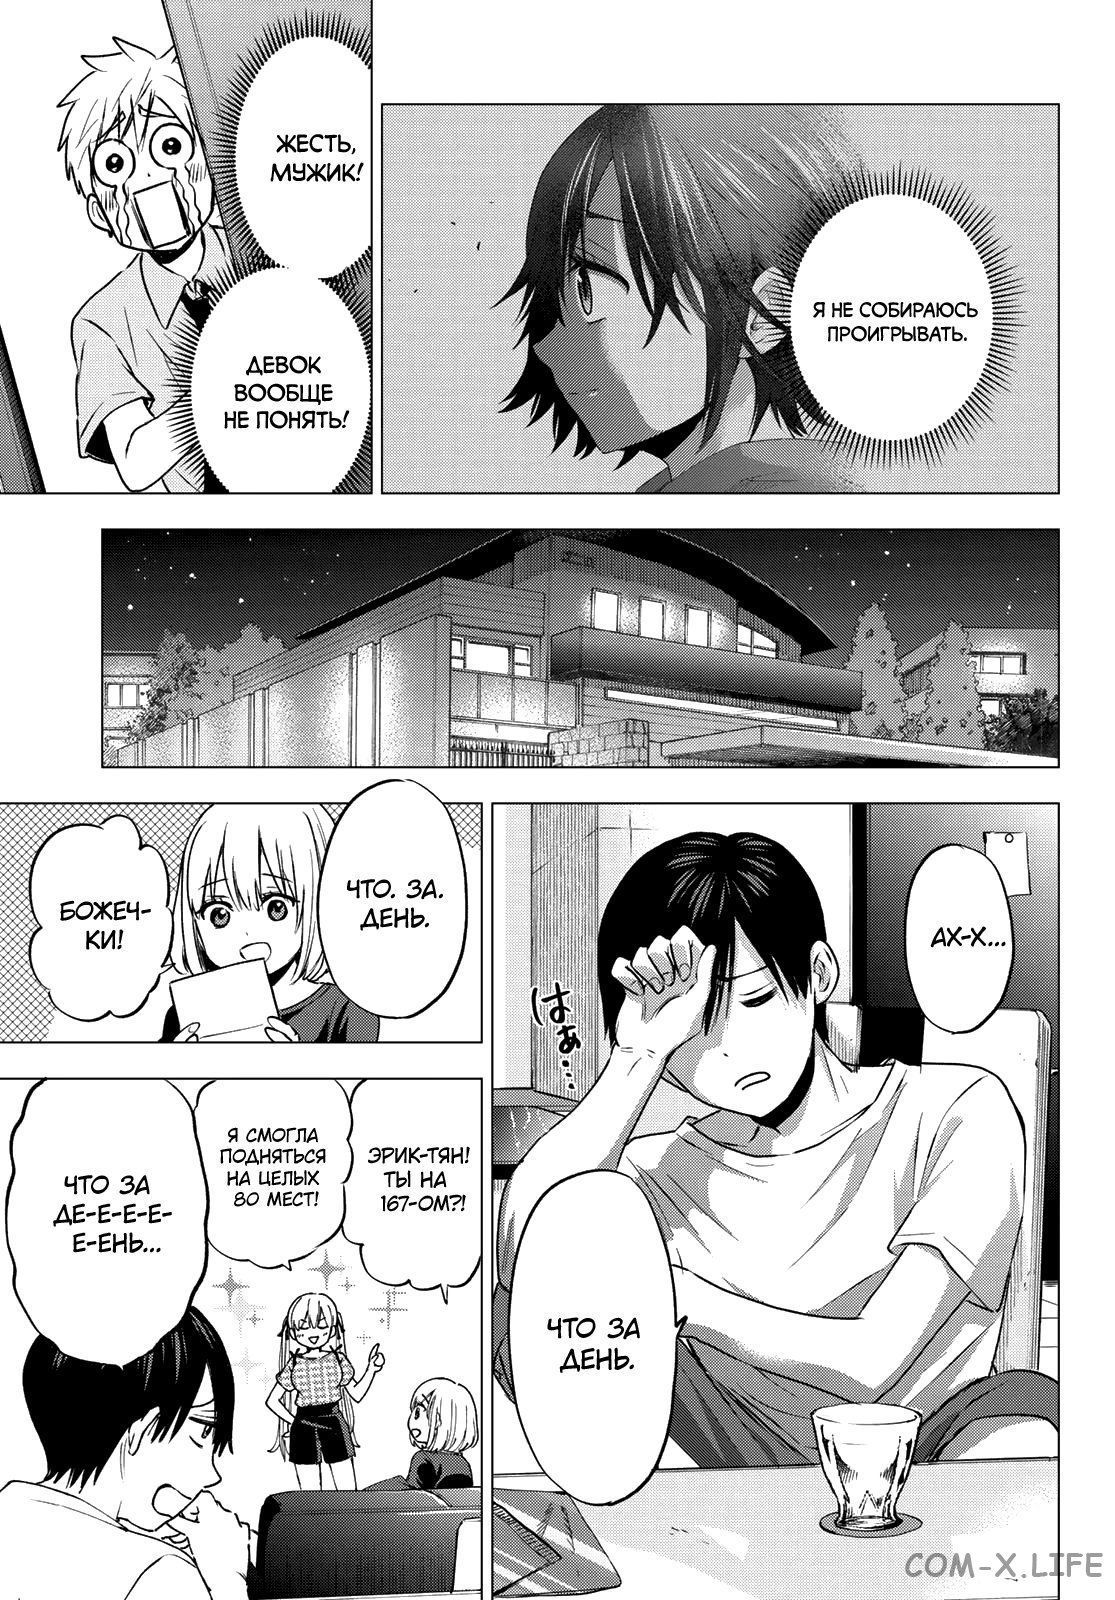 Я НЕ СОБИРАЮСЬ
ПРОИГРЫВАТЬ.
ЖЕСТЬ,
МУЖИК!
ДЕВОК
ВООБЩЕ
НЕ ПОНЯТЬ!
АХ-Х...
はぁ…
ЧТО ЗА
ДЕНЬ.
ЧТО. ЗА.
ДЕНЬ.
БОЖЕЧ-
КИ!
ЭРИК-ТЯН!
ТЫ НА
167-ОМ?!
Я СМОГЛА
ПОДНЯТЬСЯ
НА ЦЕЛЫХ
80 МЕСТ!
ЧТО ЗА
ДЕ-Е-Е-Е-
Е-ЕНЬ...
COM-X.LIFE